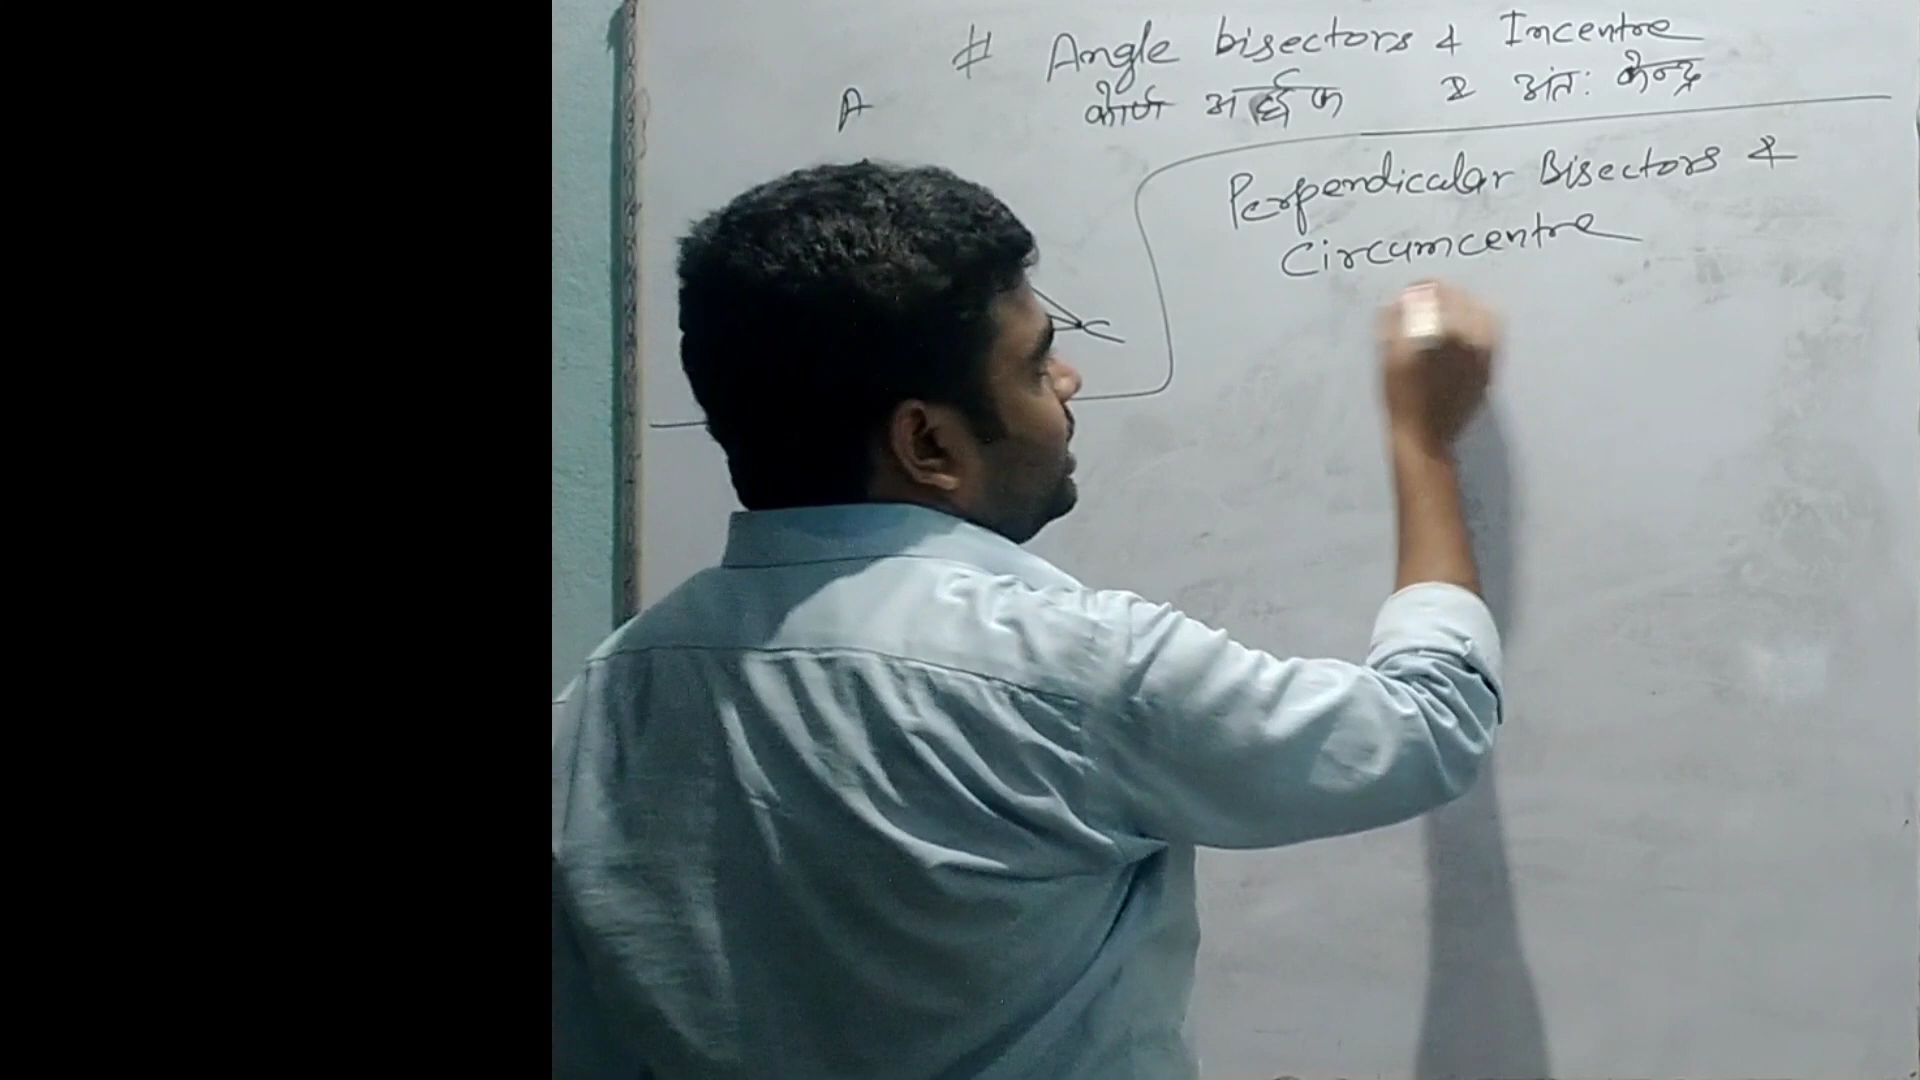 # Angle bisectors & Incentre
कोण अर्द्धक व अंत: केन्द्र
A
Perpendicular Bisectors &
Circumcentre
C